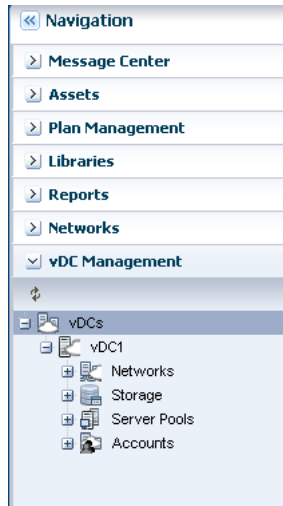 Navigation
Message Center
Assets
Plan Management
Libraries
Reports
Networks
vDC Management
vDCs
vDC1
Networks
Storage
Server Pools
Accounts